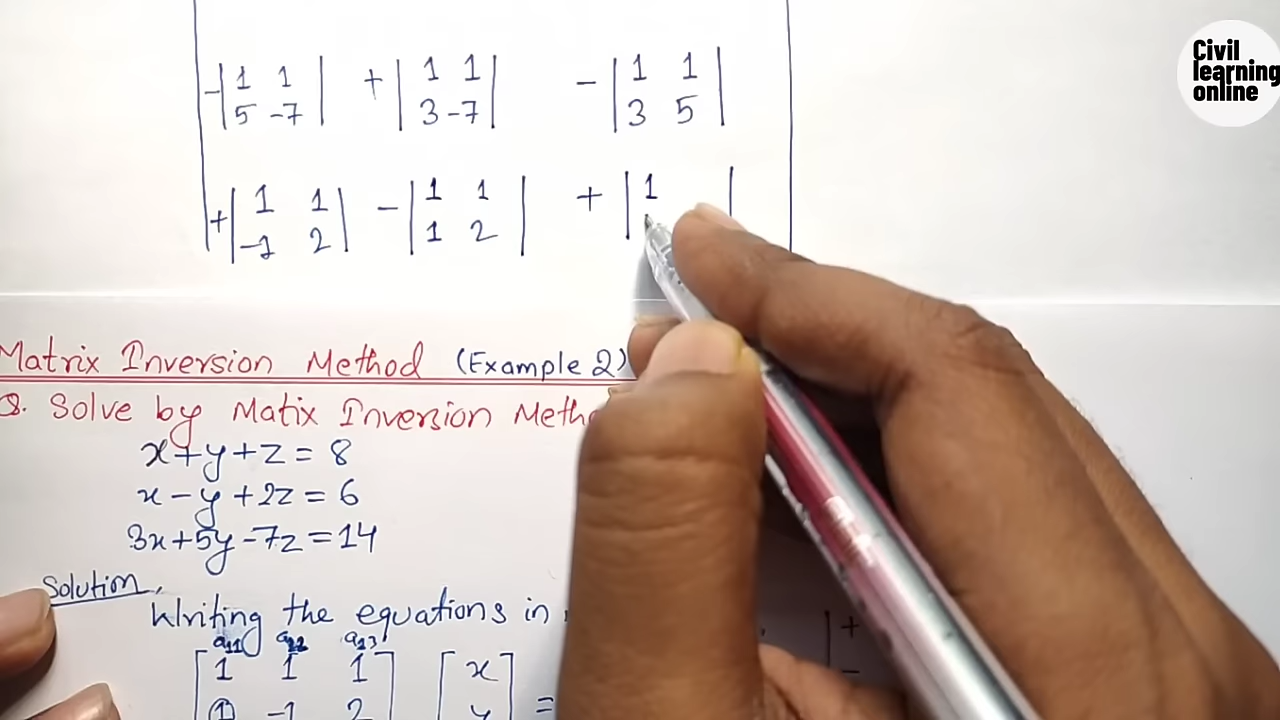 Civil
learning
online
-|1 1| +|1 1| -|1 1|
|5 -7| |3 -7| |3 5|
+|1 1| -|1 1| +|1 |
|-1 2| |1 2| | |
Matrix Inversion Method (Example 2)
Q. Solve by Matix Inversion Metho
x+y+z=8
x-y+2z=6
3x+5y-7z=14
Solution,
Writing the equations in
a11 a12 a13
[1 1 1] [x]
1 -1 2 y =
|+
-